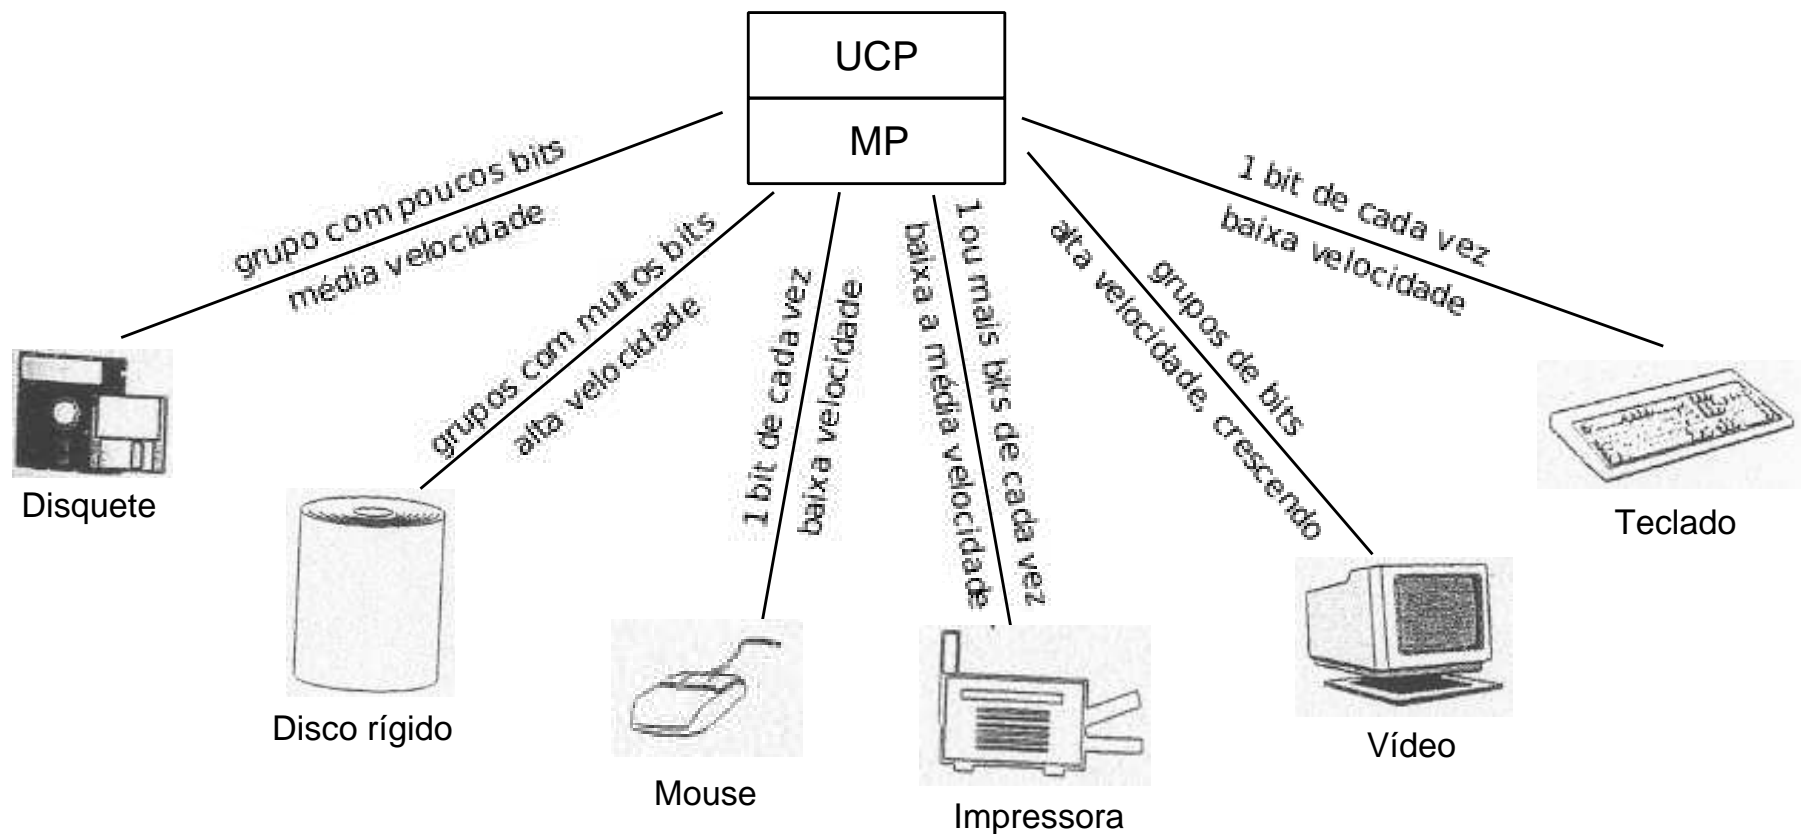 UCP
MP
grupo com poucos bits
média velocidade
Disquete
grupos com muitos bits
alta velocidade
Disco rígido
1 bit de cada vez
baixa velocidade
Mouse
1 ou mais bits de cada vez
baixa a média velocidade
Impressora
grupos de bits
alta velocidade, crescendo
Vídeo
1 bit de cada vez
baixa velocidade
Teclado